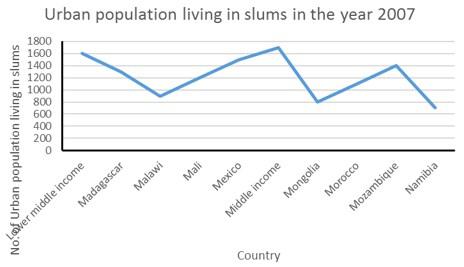 Urban population living in slums in the year 2007
No. of Urban population living in slums
1800
1600
1400
1200
1000
800
600
400
200
0
Lower middle income
Madagascar
Malawi
Mali
Mexico
Middle income
Mongolia
Morocco
Mozambique
Namibia
Country